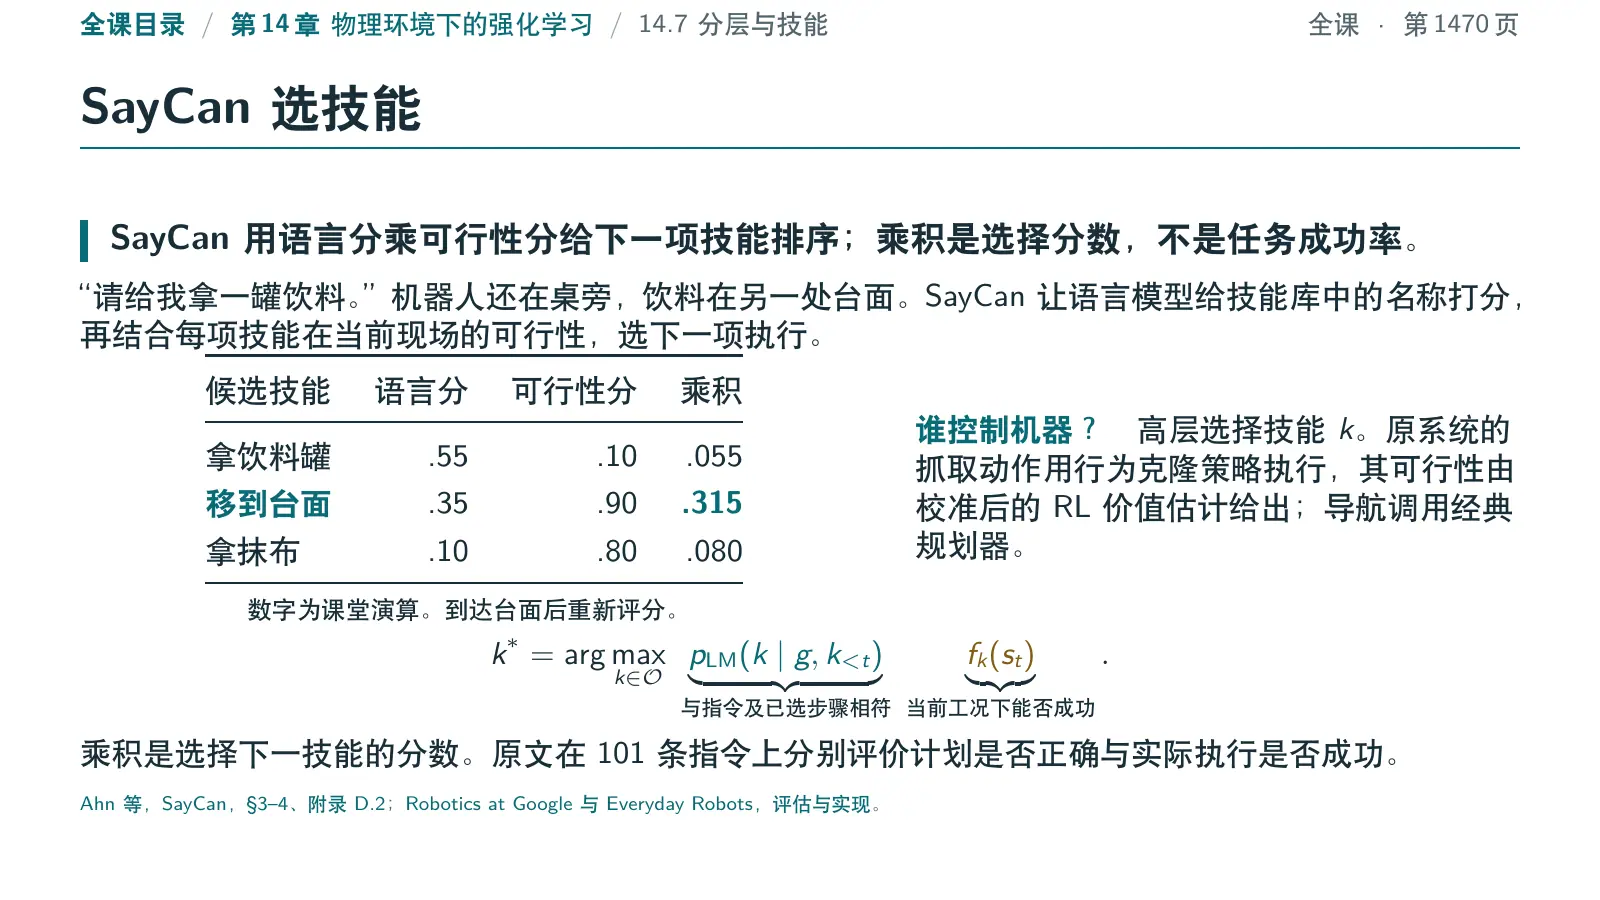 全课目录 / 第 14 章 物理环境下的强化学习 / 14.7 分层与技能
全课 · 第 1470 页
SayCan 选技能
SayCan 用语言分乘可行性分给下一项技能排序；乘积是选择分数，不是任务成功率。
“请给我拿一罐饮料。” 机器人还在桌旁，饮料在另一处台面。SayCan 让语言模型给技能库中的名称打分，
再结合每项技能在当前现场的可行性，选下一项执行。
候选技能 语言分 可行性分 乘积
拿饮料罐 .55 .10 .055
移到台面 .35 .90 .315
拿抹布 .10 .80 .080
数字为课堂演算。到达台面后重新评分。
谁控制机器？ 高层选择技能 k。原系统的
抓取动作用行为克隆策略执行，其可行性由
校准后的 RL 价值估计给出；导航调用经典
规划器。
k* = arg max_{k∈O} p_LM(k | g, k_{<t}) f_k(s_t) .
与指令及已选步骤相符 当前工况下能否成功
乘积是选择下一技能的分数。原文在 101 条指令上分别评价计划是否正确与实际执行是否成功。
Ahn 等，SayCan，§3–4、附录 D.2；Robotics at Google 与 Everyday Robots，评估与实现。